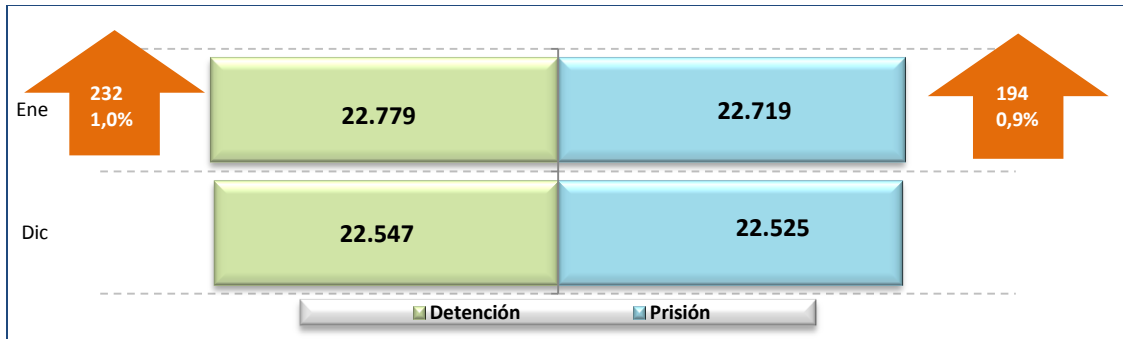 232
1,0%
Ene
22.779
22.719
194
0,9%
Dic
22.547
22.525
Detención
Prisión